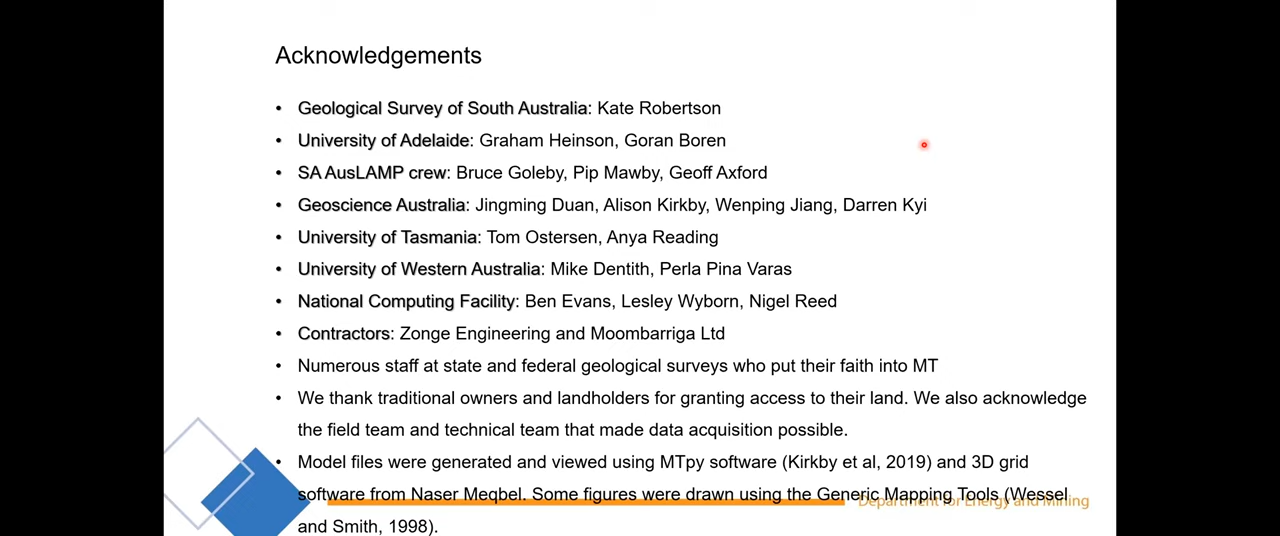 Acknowledgements
• Geological Survey of South Australia: Kate Robertson
• University of Adelaide: Graham Heinson, Goran Boren
• SA AusLAMP crew: Bruce Goleby, Pip Mawby, Geoff Axford
• Geoscience Australia: Jingming Duan, Alison Kirkby, Wenping Jiang, Darren Kyi
• University of Tasmania: Tom Ostersen, Anya Reading
• University of Western Australia: Mike Dentith, Perla Pina Varas
• National Computing Facility: Ben Evans, Lesley Wyborn, Nigel Reed
• Contractors: Zonge Engineering and Moombarriga Ltd
• Numerous staff at state and federal geological surveys who put their faith into MT
• We thank traditional owners and landholders for granting access to their land. We also acknowledge
the field team and technical team that made data acquisition possible.
• Model files were generated and viewed using MTpy software (Kirkby et al, 2019) and 3D grid
software from Naser Meqbel. Some figures were drawn using the Generic Mapping Tools (Wessel
Department for Energy and Mining
and Smith, 1998).